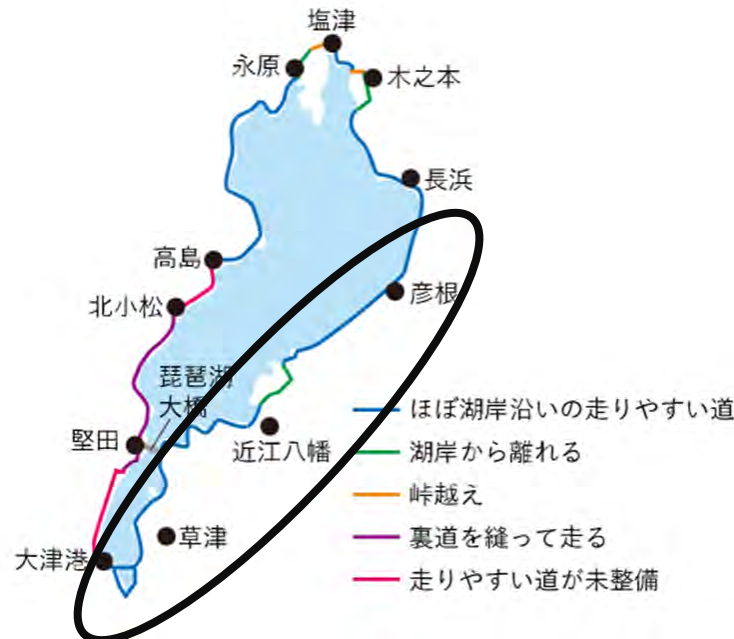 塩津
永原
木之本
長浜
高島
彦根
北小松
琵琶湖
大橋
堅田
近江八幡
草津
大津港
ほぼ湖岸沿いの走りやすい道
湖岸から離れる
峠越え
裏道を縫って走る
走りやすい道が未整備